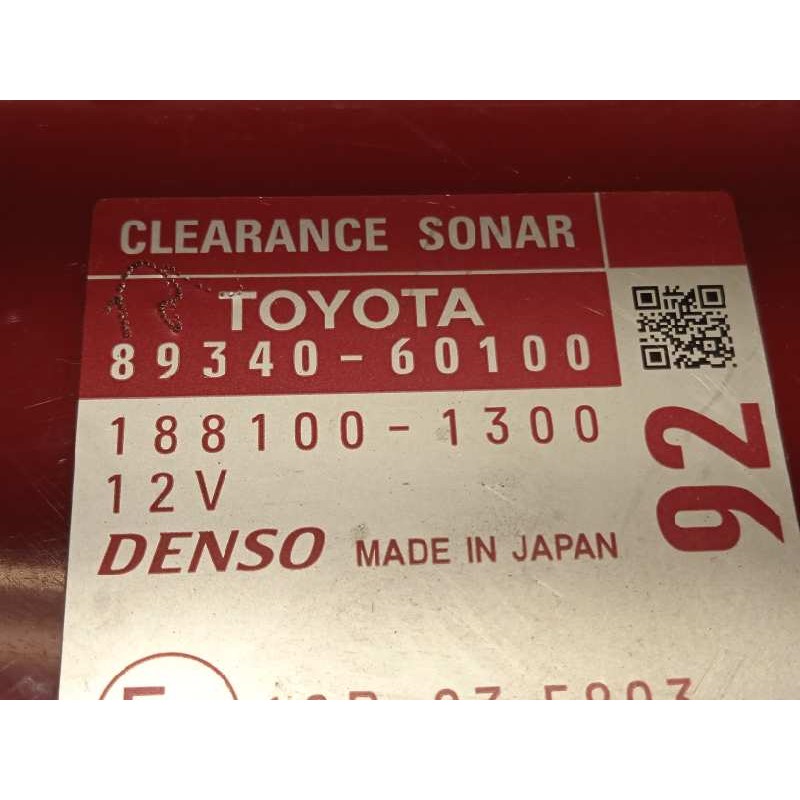 CLEARANCE SONAR
TOYOTA
89340-60100
188100-1300
12V
92
DENSO MADE IN JAPAN